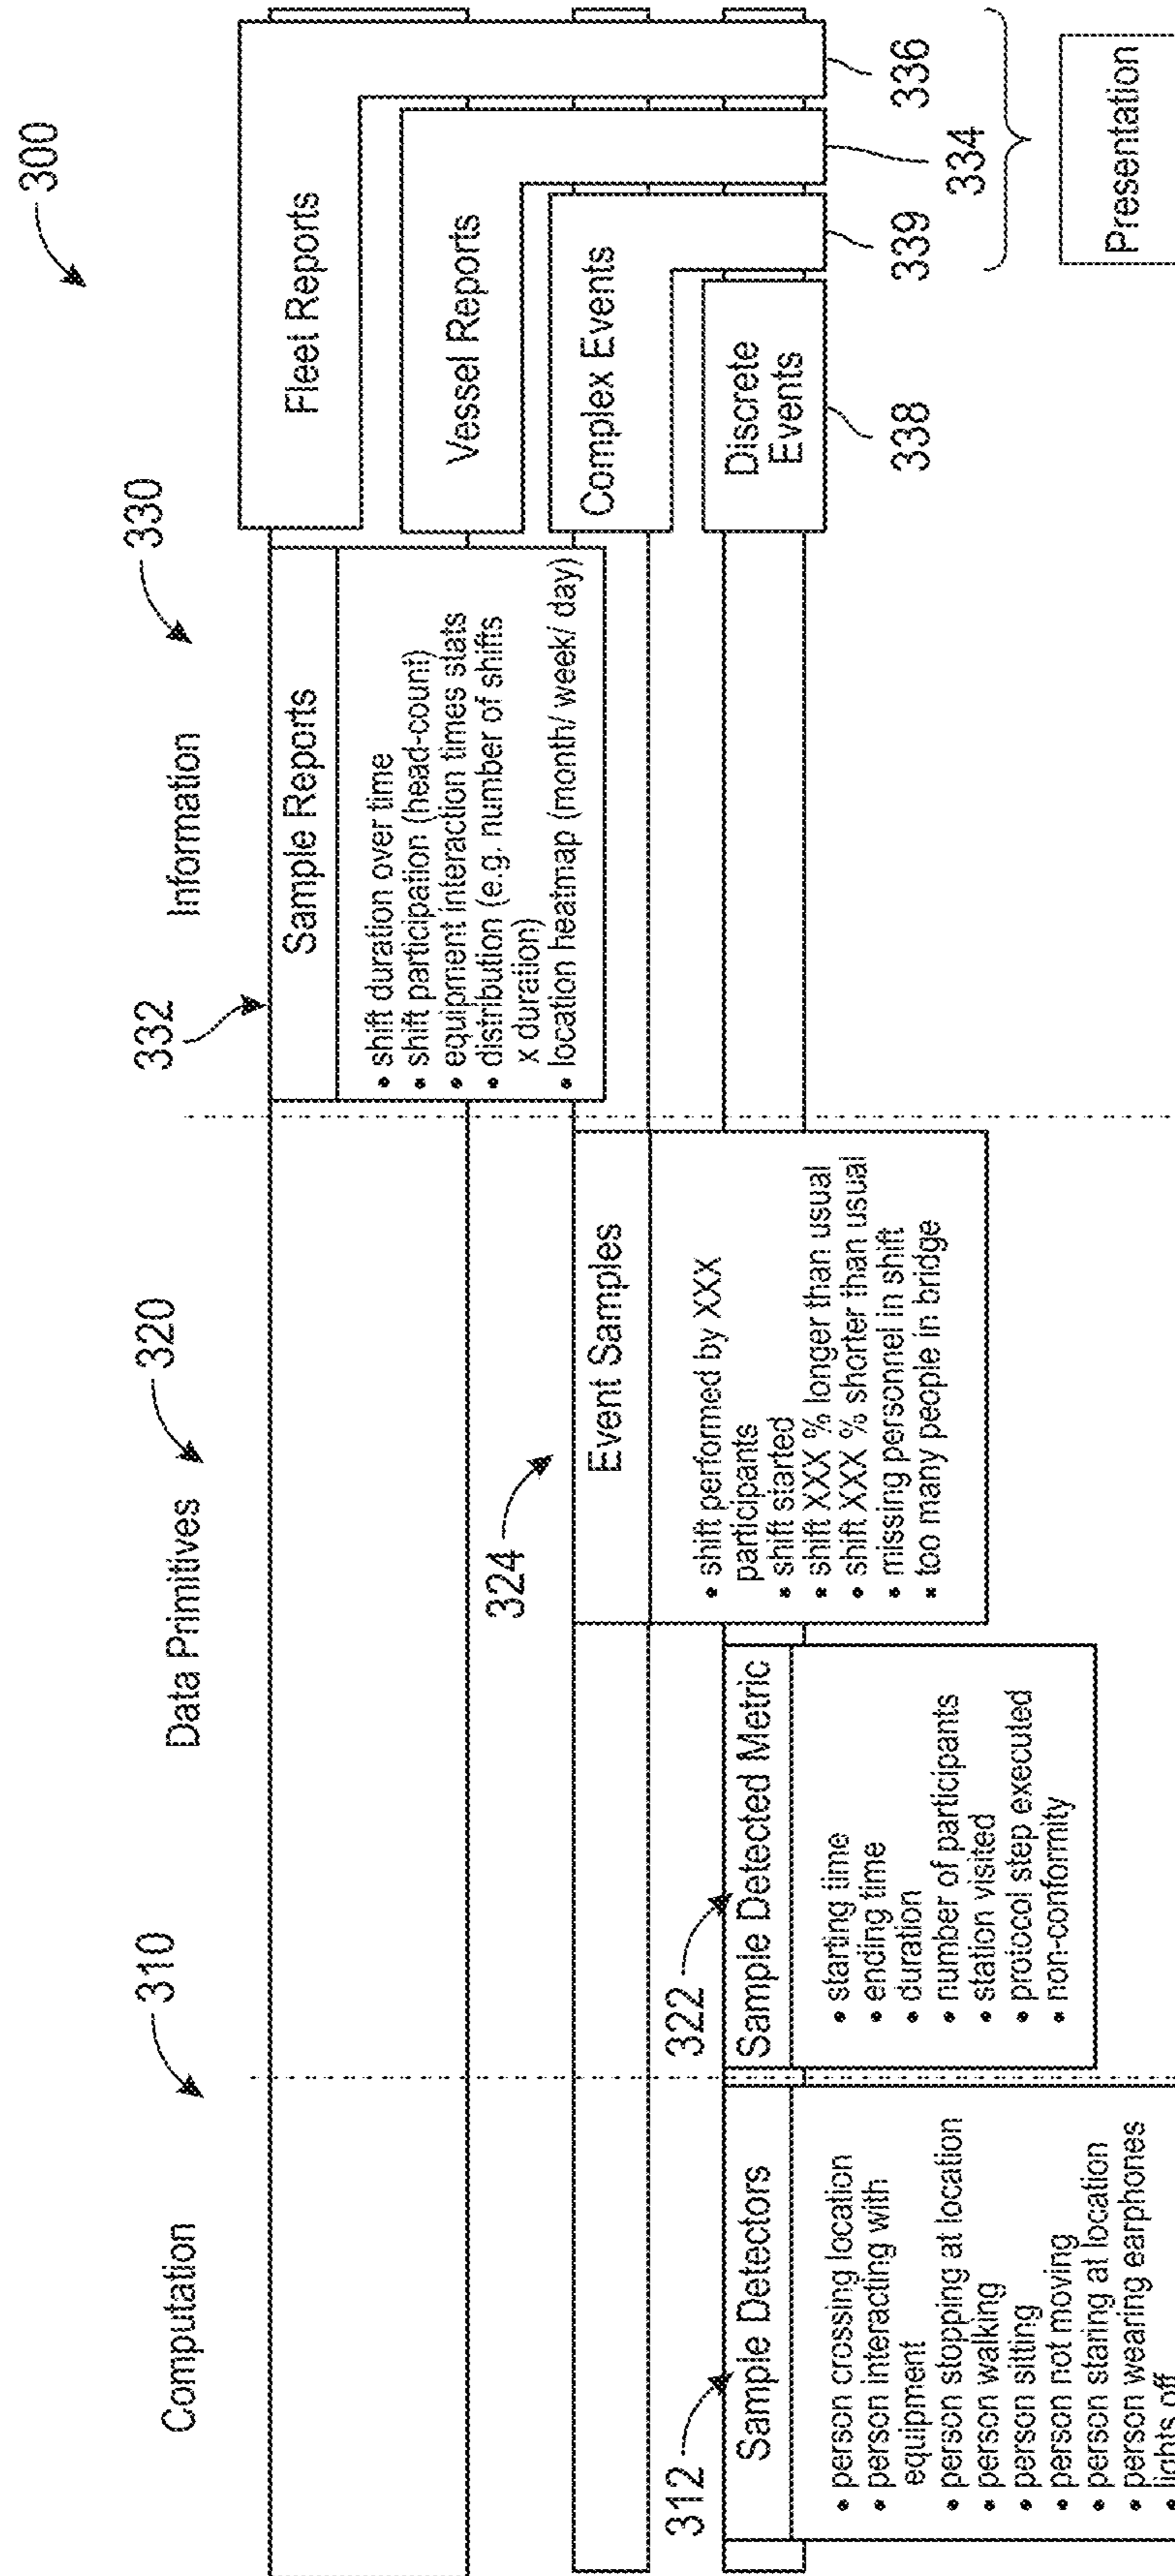 300
Computation
310
Data Primitives
320
Information
330
312
Sample Detectors
• person crossing location
• person interacting with
equipment
• person stopping at location
• person walking
• person sitting
• person not moving
• person staring at location
• person wearing earphones
• lights off
322
Sample Detected Metric
• starting time
• ending time
• duration
• number of participants
• station visited
• protocol step executed
• non-conformity
324
Event Samples
• shift performed by XXX
participants
• shift started
• shift XXX % longer than usual
• shift XXX % shorter than usual
• missing personnel in shift
• too many people in bridge
332
Sample Reports
• shift duration over time
• shift participation (head-count)
• equipment interaction times stats
• distribution (e.g. number of shifts
x duration)
• location heatmap (month/ week/ day)
Fleet Reports
Vessel Reports
Complex Events
Discrete
Events
338
339
334
336
Presentation